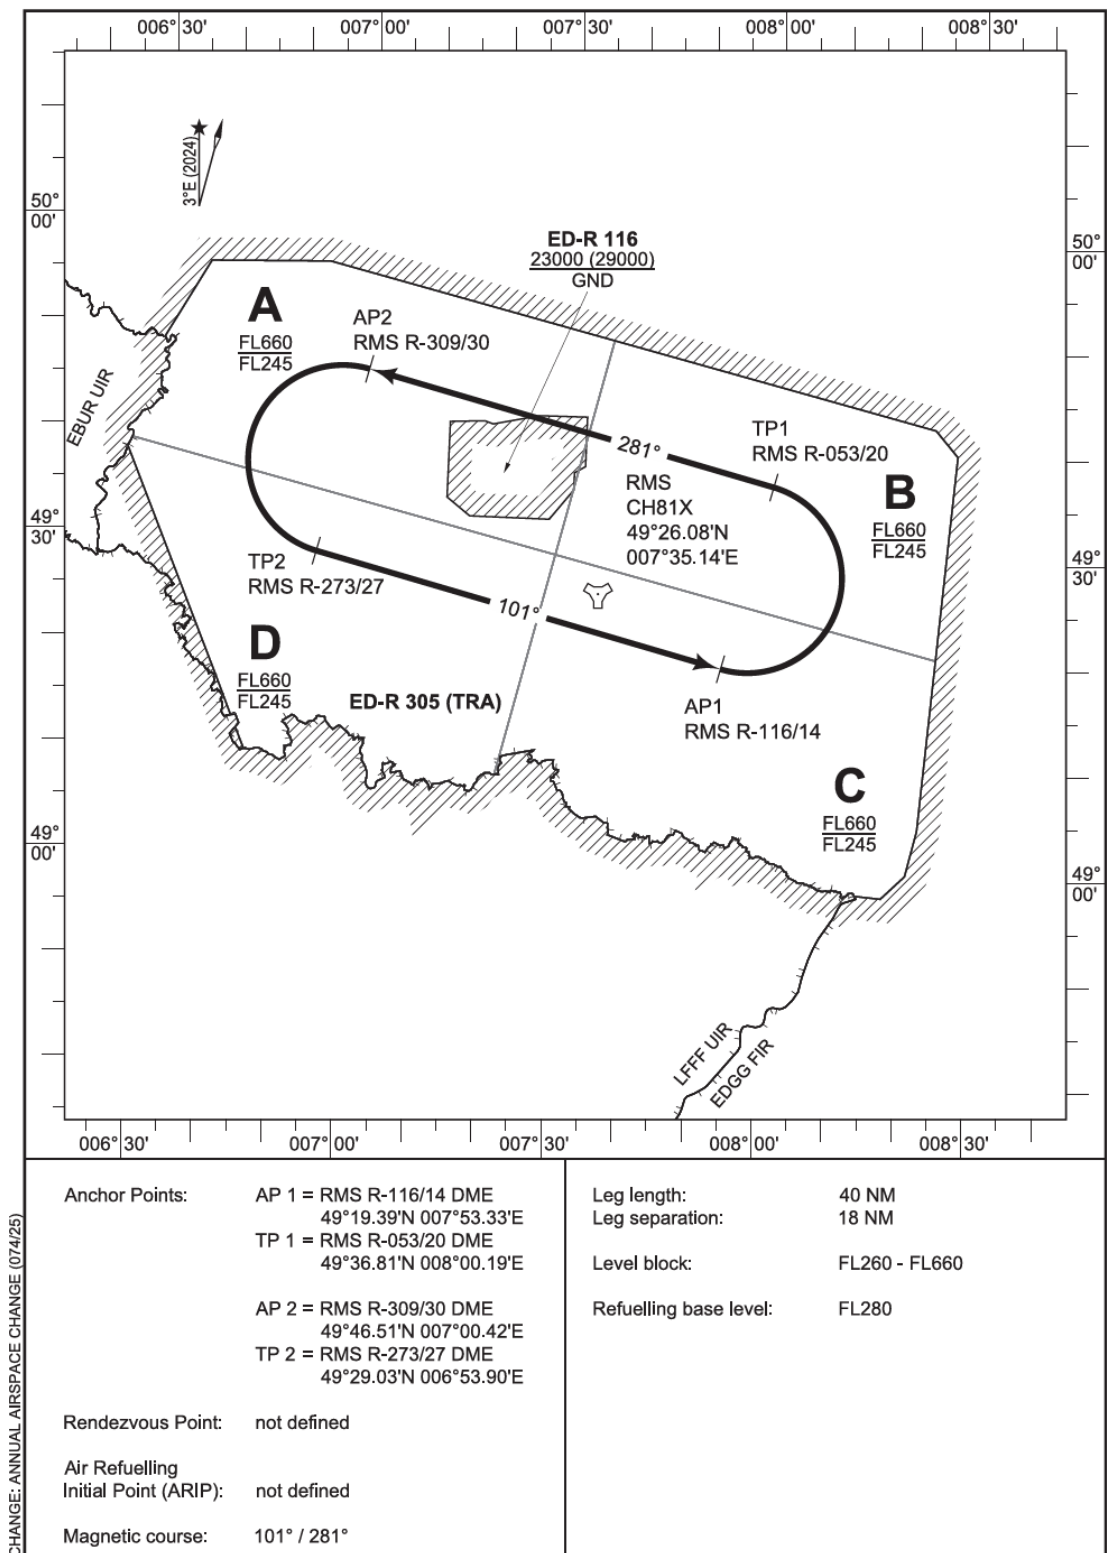 006° 30' 007° 00' 007° 30' 008° 00' 008° 30'
3°E (2024)
50°
00'
50°
00'
ED-R 116
23000 (29000)
GND
A
FL660
FL245
AP2
RMS R-309/30
EBUR UIR
281°
TP1
RMS R-053/20
RMS
CH81X
49°26.08'N
007°35.14'E
B
FL660
FL245
49°
30'
49°
30'
TP2
RMS R-273/27
101°
D
FL660
FL245
ED-R 305 (TRA)
AP1
RMS R-116/14
C
FL660
FL245
49°
00'
49°
00'
LFFF UIR
EDGG FIR
006° 30' 007° 00' 007° 30' 008° 00' 008° 30'
Anchor Points: AP 1 = RMS R-116/14 DME
49°19.39'N 007°53.33'E
TP 1 = RMS R-053/20 DME
49°36.81'N 008°00.19'E
AP 2 = RMS R-309/30 DME
49°46.51'N 007°00.42'E
TP 2 = RMS R-273/27 DME
49°29.03'N 006°53.90'E
Rendezvous Point: not defined
Air Refuelling
Initial Point (ARIP): not defined
Magnetic course: 101° / 281°
Leg length: 40 NM
Leg separation: 18 NM
Level block: FL260 - FL660
Refuelling base level: FL280
CHANGE: ANNUAL AIRSPACE CHANGE (074/25)